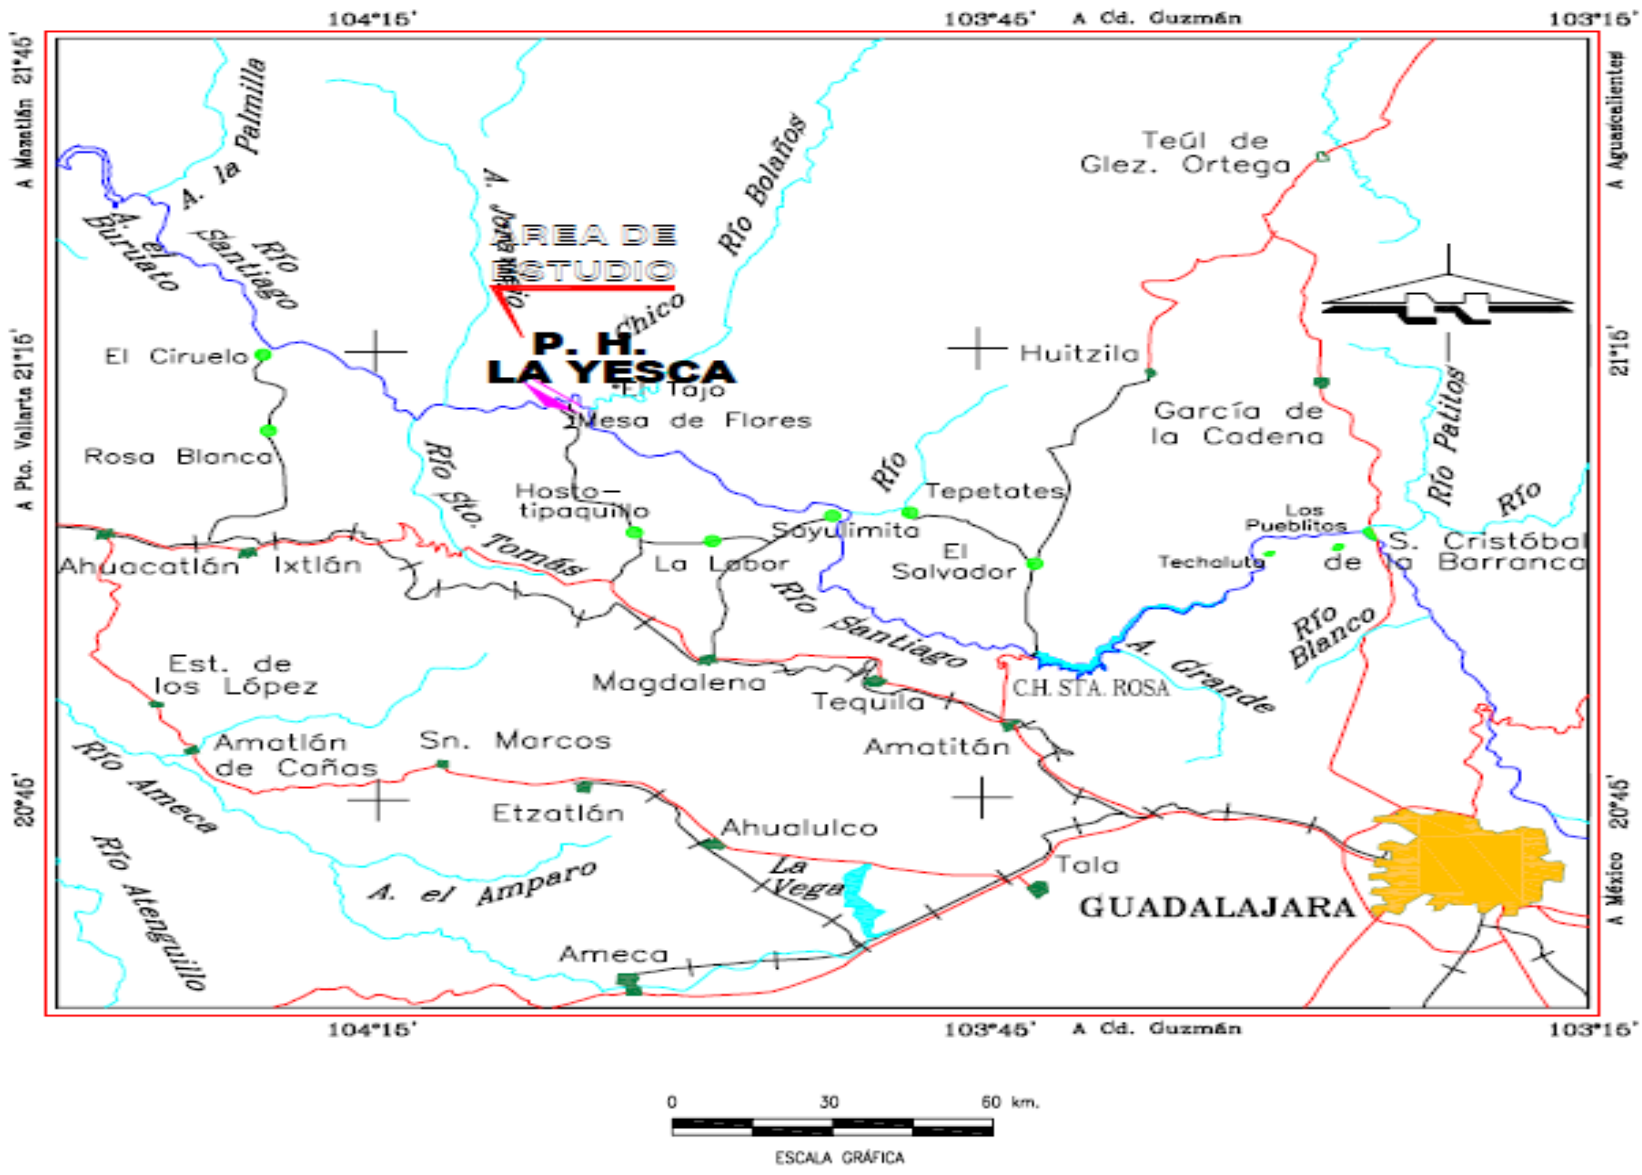 104°15'
103°45'
A Cd. Guzmán
103°15'
A Mazatlán 21°45'
A Aguascalientes
A. la Palmilla
A. el
Buruato
Río
Santiago
A.
Río Bolaños
Teúl de
Glez. Ortega
ÁREA DE
ESTUDIO
Chico
P. H.
LA YESCA
El Tajo
Mesa de Flores
A Pto. Vallarta 21°15'
21°15'
El Ciruelo
Rosa Blanca
Huitzila
García de
la Cadena
Río Patitos
Río
Río Sto.
Tomás
Hosto-
tipaquillo
La Labor
Sayulimita
Río
Tepetates
El
Salvador
Los
Pueblitos
Techaluta
S. Cristóbal
de la Barranca
Ahuacatlán
Ixtlán
Río
Santiago
Río
Blanco
A. Grande
Est. de
los López
Magdalena
Tequila
C.H. STA. ROSA
Amatitán
Amatlán
de Cañas
Sn. Marcos
Etzatlán
Río Ameca
Ahualulco
20°45'
A México 20°45'
Río Atenguillo
A. el Amparo
La
Vega
Tala
GUADALAJARA
Ameca
104°15'
103°45'
A Cd. Guzmán
103°15'
0 30 60 km.
ESCALA GRÁFICA